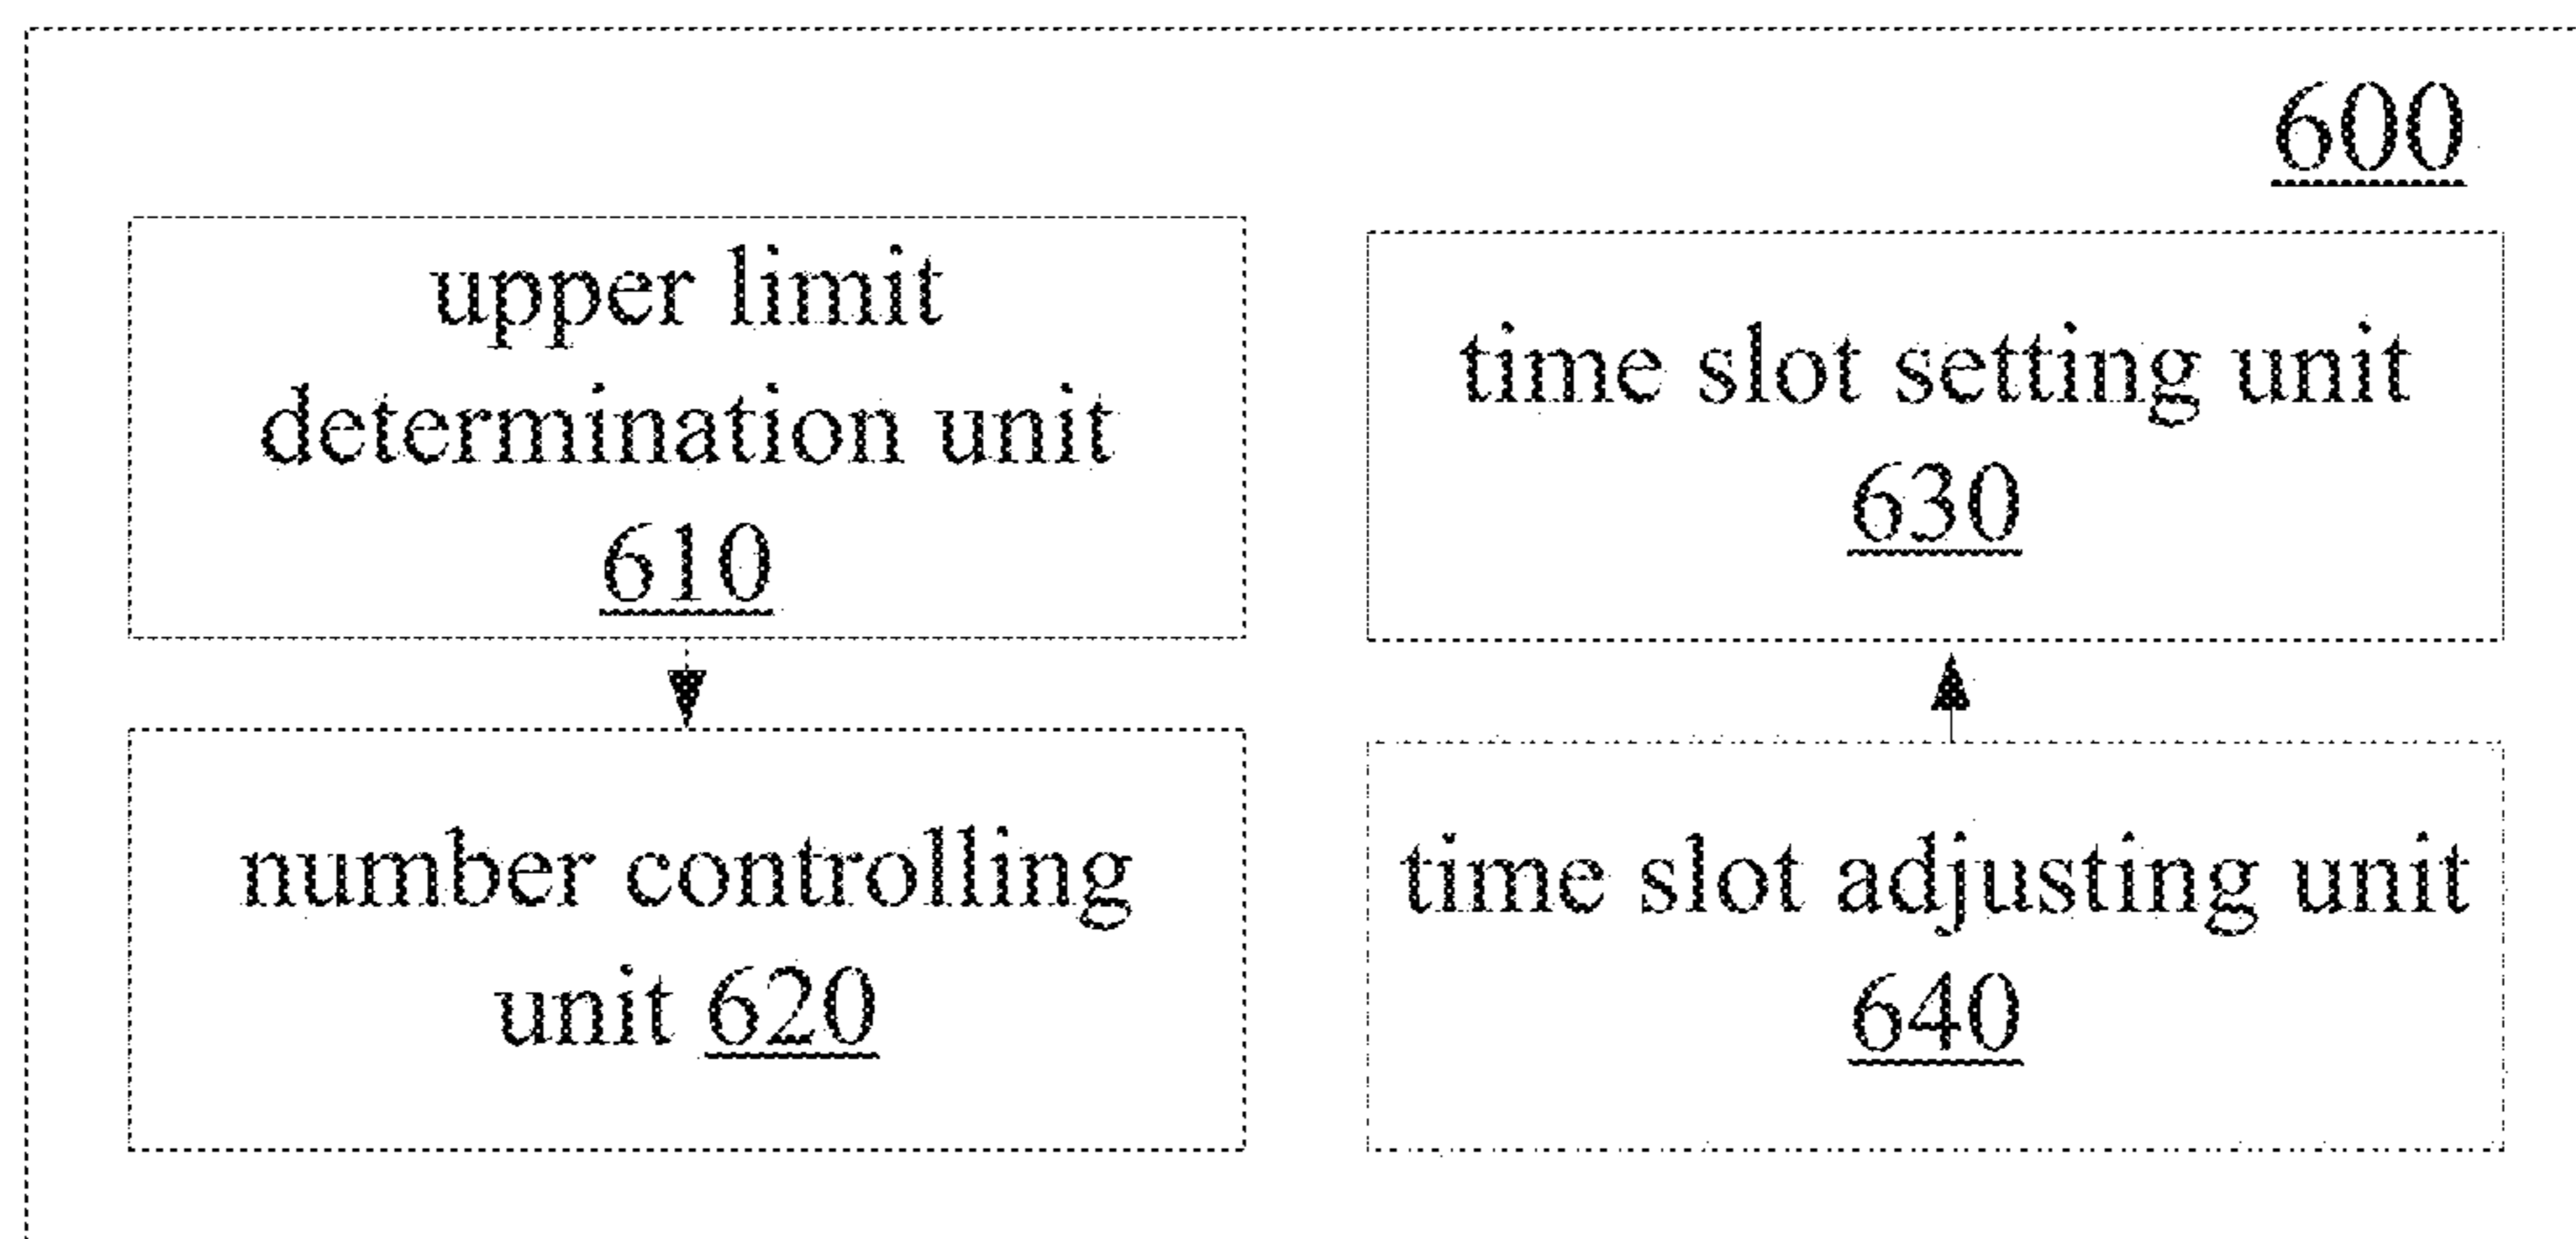 600
upper limit
determination unit
610
time slot setting unit
630
number controlling
unit 620
time slot adjusting unit
640